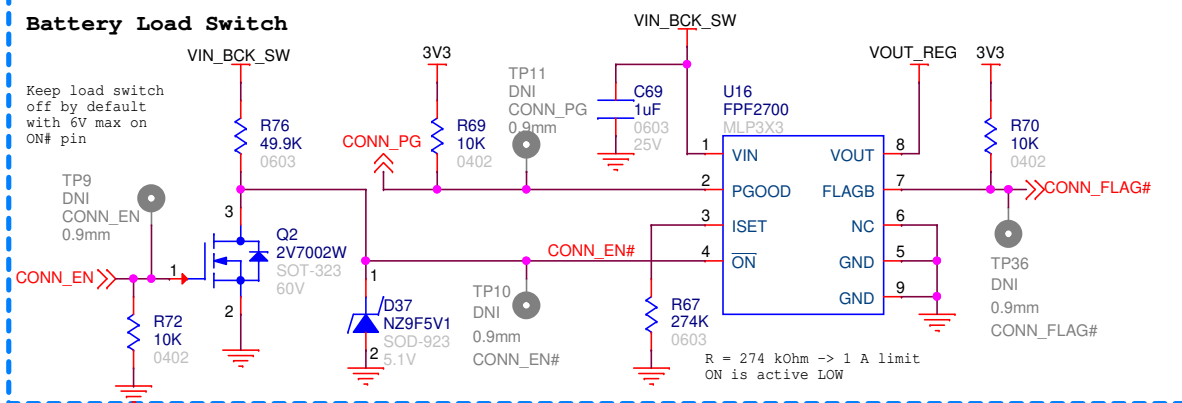 Battery Load Switch
VIN_BCK_SW
Keep load switch
off by default
with 6V max on
ON# pin
R76
49.9K
0603
TP9
DNI
CONN_EN
0.9mm
3
Q2
2V7002W
SOT-323
60V
1
2
CONN_EN
R72
10K
0402
3V3
CONN_PG
R69
10K
0402
TP11
DNI
CONN_PG
0.9mm
1
D37
NZ9F5V1
SOD-923
5.1V
2
CONN_EN#
TP10
DNI
0.9mm
CONN_EN#
VIN_BCK_SW
C69
1uF
0603
25V
U16
FPF2700
MLP3X3
1 VIN VOUT 8
2 PGOOD FLAGB 7
3 ISET NC 6
4 ON GND 5
GND 9
R67
274K
0603
R = 274 kOhm -> 1 A limit
ON is active LOW
VOUT_REG
3V3
R70
10K
0402
CONN_FLAG#
TP36
DNI
0.9mm
CONN_FLAG#